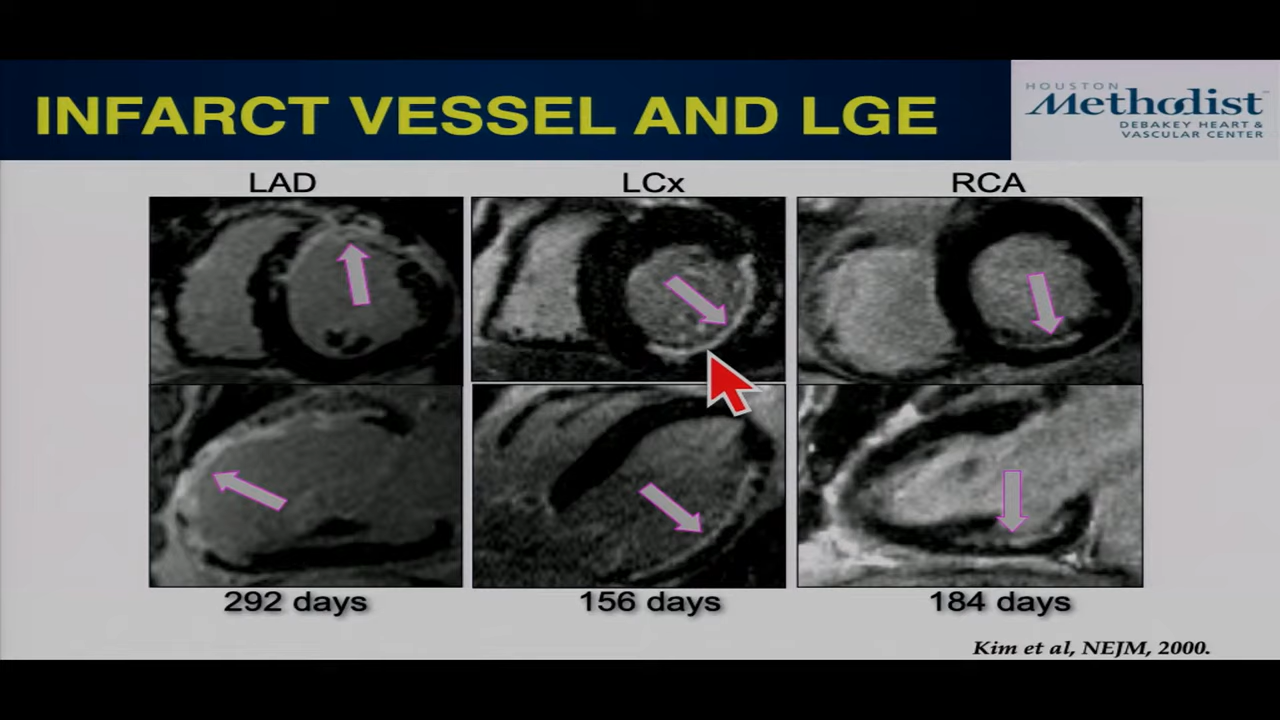 INFARCT VESSEL AND LGE
HOUSTON
Methodist
DEBAKEY HEART &
VASCULAR CENTER
LAD
LCx
RCA
292 days
156 days
184 days
Kim et al, NEJM, 2000.